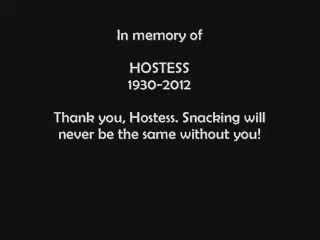 In memory of
HOSTESS
1930-2012
Thank you, Hostess. Snacking will
never be the same without you!